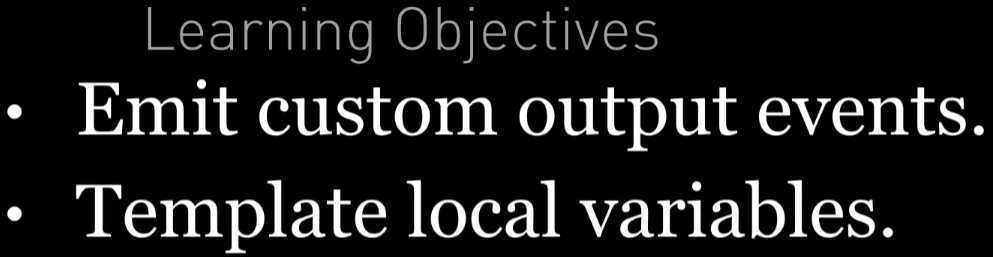 Learning Objectives
• Emit custom output events.
• Template local variables.